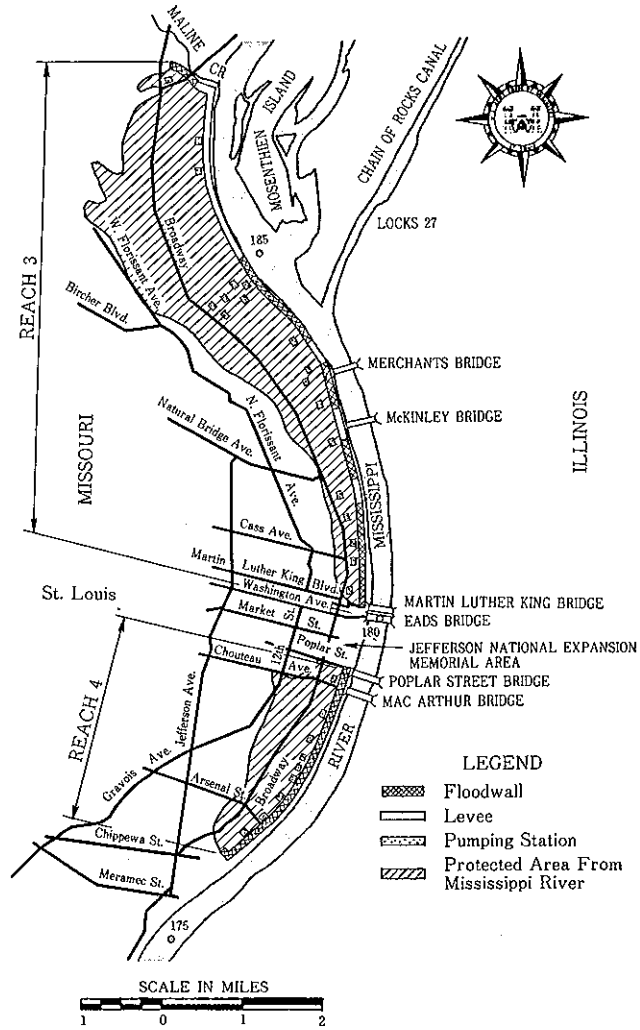 MALINE
CR
MOSENTHIEN
ISLAND
CHAIN OF ROCKS CANAL
LOCKS 27
185
REACH 3
Broadway
W. Florissant Ave.
Bircher Blvd.
MERCHANTS BRIDGE
McKINLEY BRIDGE
N. Florissant
Ave.
Natural Bridge Ave.
MISSOURI
ILLINOIS
MISSISSIPPI
Cass Ave.
Martin Luther King Blvd.
Washington Ave.
St. Louis
Market St.
MARTIN LUTHER KING BRIDGE
EADS BRIDGE
180
JEFFERSON NATIONAL EXPANSION
MEMORIAL AREA
12th St.
Poplar St.
Chouteau Ave.
POPLAR STREET BRIDGE
MAC ARTHUR BRIDGE
REACH 4
Jefferson Ave.
Gravois Ave.
RIVER
Broadway
Arsenal St.
Chippewa St.
Meramec St.
175
LEGEND
Floodwall
Levee
Pumping Station
Protected Area From
Mississippi River
SCALE IN MILES
1 0 1 2